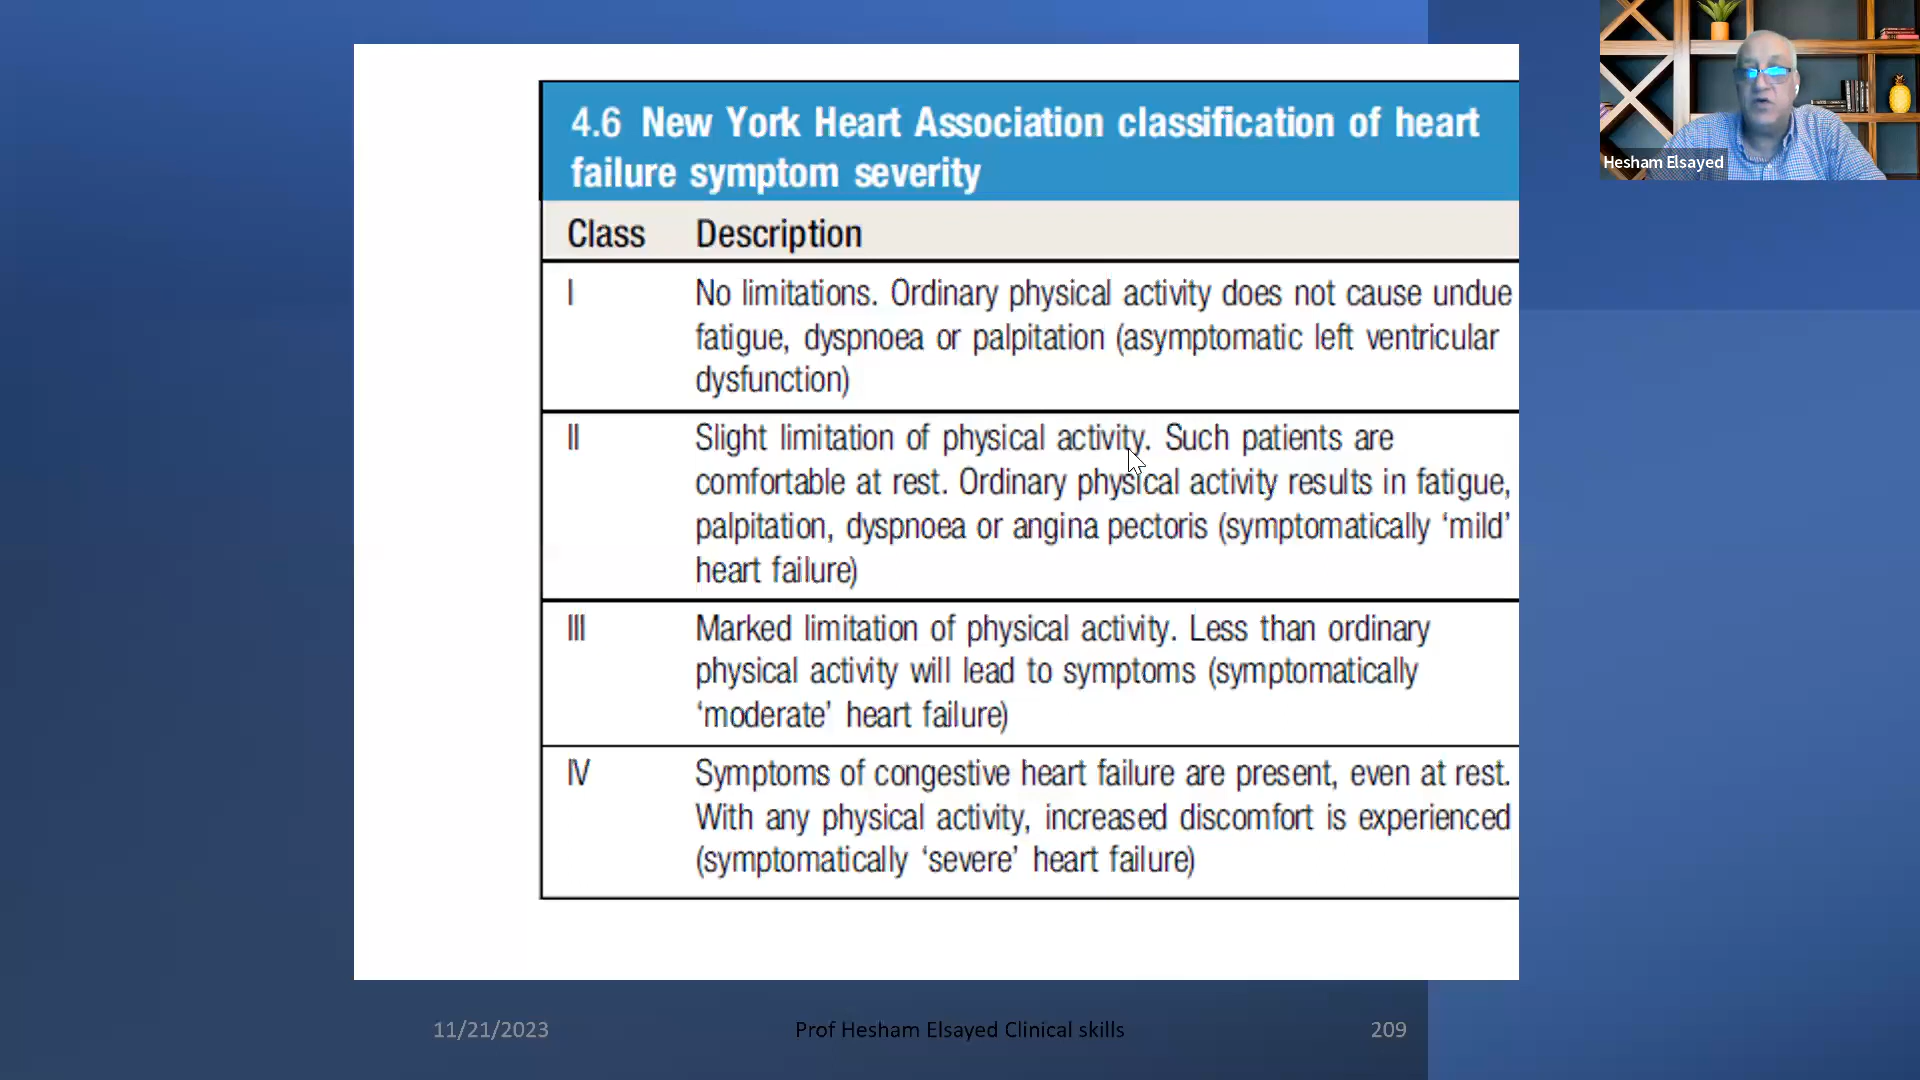 4.6 New York Heart Association classification of heart
failure symptom severity
Class Description
I No limitations. Ordinary physical activity does not cause undue
fatigue, dyspnoea or palpitation (asymptomatic left ventricular
dysfunction)
II Slight limitation of physical activity. Such patients are
comfortable at rest. Ordinary physical activity results in fatigue,
palpitation, dyspnoea or angina pectoris (symptomatically ‘mild’
heart failure)
III Marked limitation of physical activity. Less than ordinary
physical activity will lead to symptoms (symptomatically
‘moderate’ heart failure)
IV Symptoms of congestive heart failure are present, even at rest.
With any physical activity, increased discomfort is experienced
(symptomatically ‘severe’ heart failure)
Hesham Elsayed
11/21/2023 Prof Hesham Elsayed Clinical skills 209